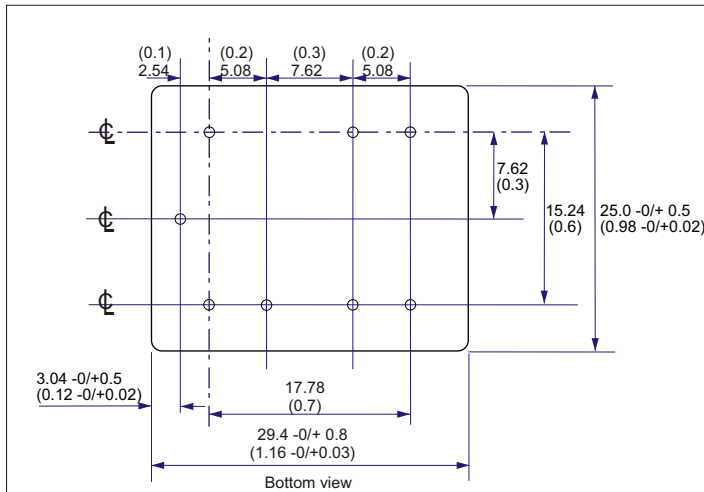 (0.1) (0.2) (0.3) (0.2)
2.54 5.08 7.62 5.08
℄
7.62
(0.3)
15.24
(0.6)
25.0 -0/+ 0.5
(0.98 -0/+0.02)
℄
℄
3.04 -0/+0.5
(0.12 -0/+0.02)
17.78
(0.7)
29.4 -0/+ 0.8
(1.16 -0/+0.03)
Bottom view